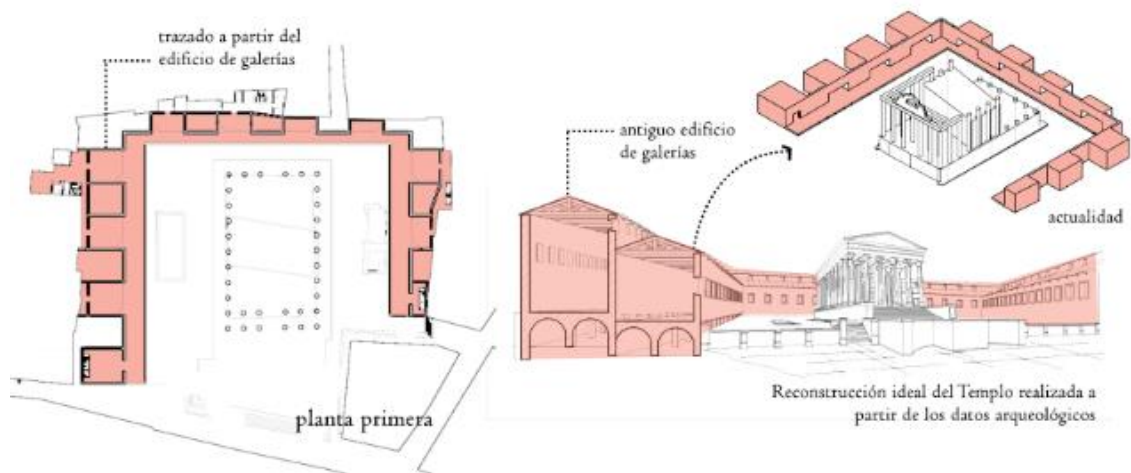 trazado a partir del
edificio de galerías
antiguo edificio
de galerías
actualidad
planta primera
Reconstrucción ideal del Templo realizada a
partir de los datos arqueológicos